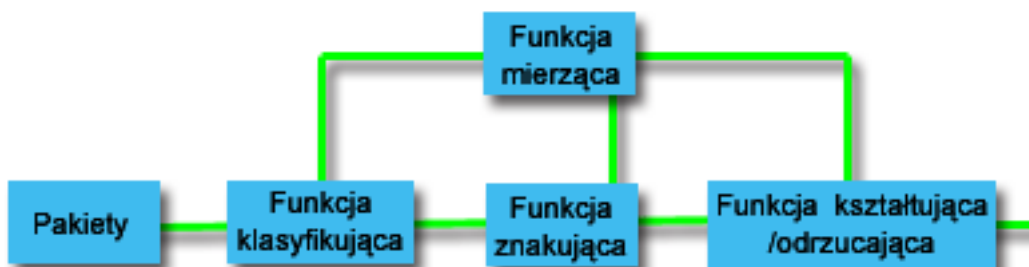 Funkcja
mierząca
Pakiety
Funkcja
klasyfikująca
Funkcja
znakująca
Funkcja kształtująca
/odrzucająca